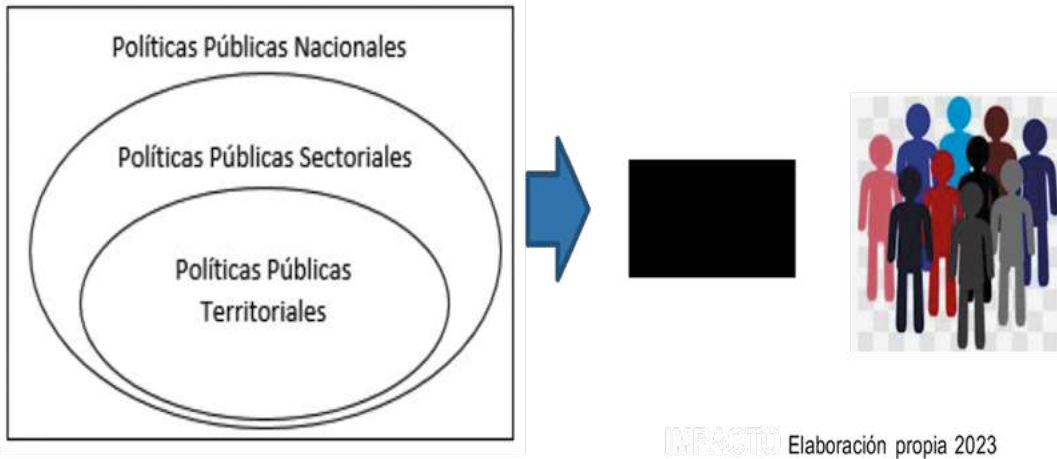 Políticas Públicas Nacionales
Políticas Públicas Sectoriales
Políticas Públicas
Territoriales
IMPACTO Elaboración propia 2023